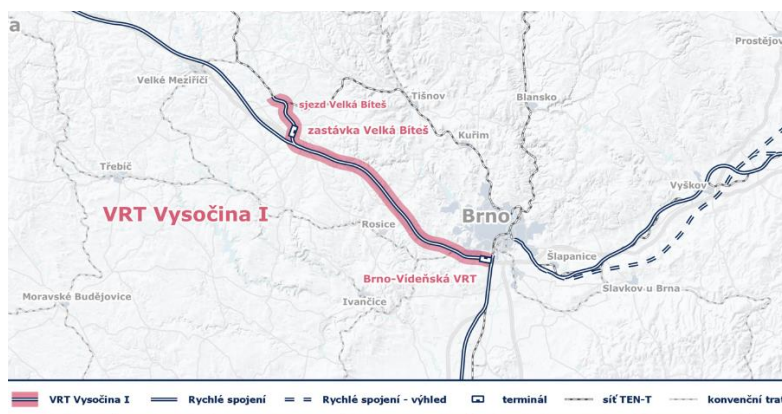 a
Prostějov
Velké Meziříčí
sjezd Velká Bíteš
Tišnov
Blansko
zastávka Velká Bíteš
Kuřim
Třebíč
Vyškov
VRT Vysočina I
Brno
Rosice
Šlapanice
Brno-Vídeňská VRT
Slavkov u Brna
Moravské Budějovice
Ivančice
VRT Vysočina I Rychlé spojení Rychlé spojení - výhled terminál síť TEN-T konvenční trať